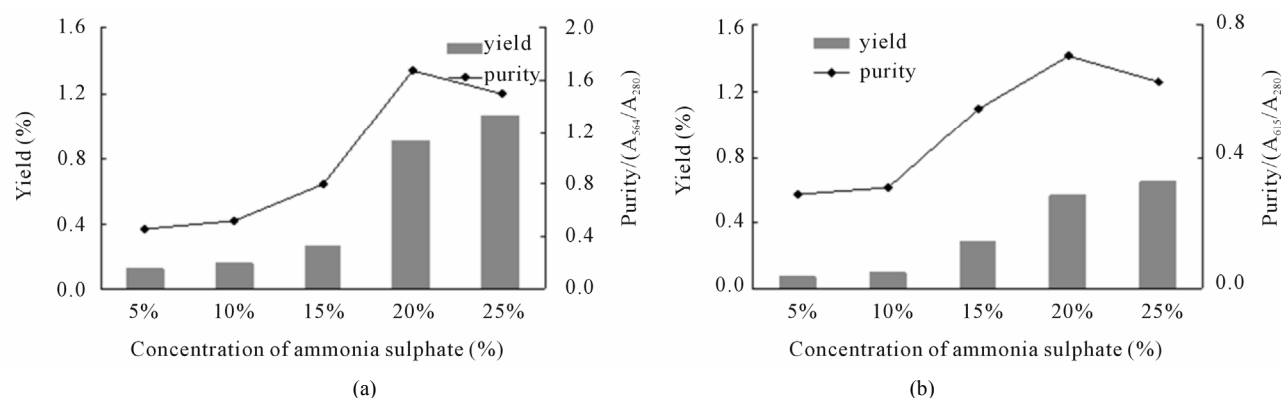 1.6
1.2
0.8
0.4
0.0
Yield (%)
yield
purity
2.0
1.6
1.2
0.8
0.4
0.0
Purity/(A564/A280)
5% 10% 15% 20% 25%
Concentration of ammonia sulphate (%)
(a)
1.6
1.2
0.8
0.4
0.0
Yield (%)
yield
purity
0.8
0.4
0.0
Purity/(A615/A280)
5% 10% 15% 20% 25%
Concentration of ammonia sulphate (%)
(b)